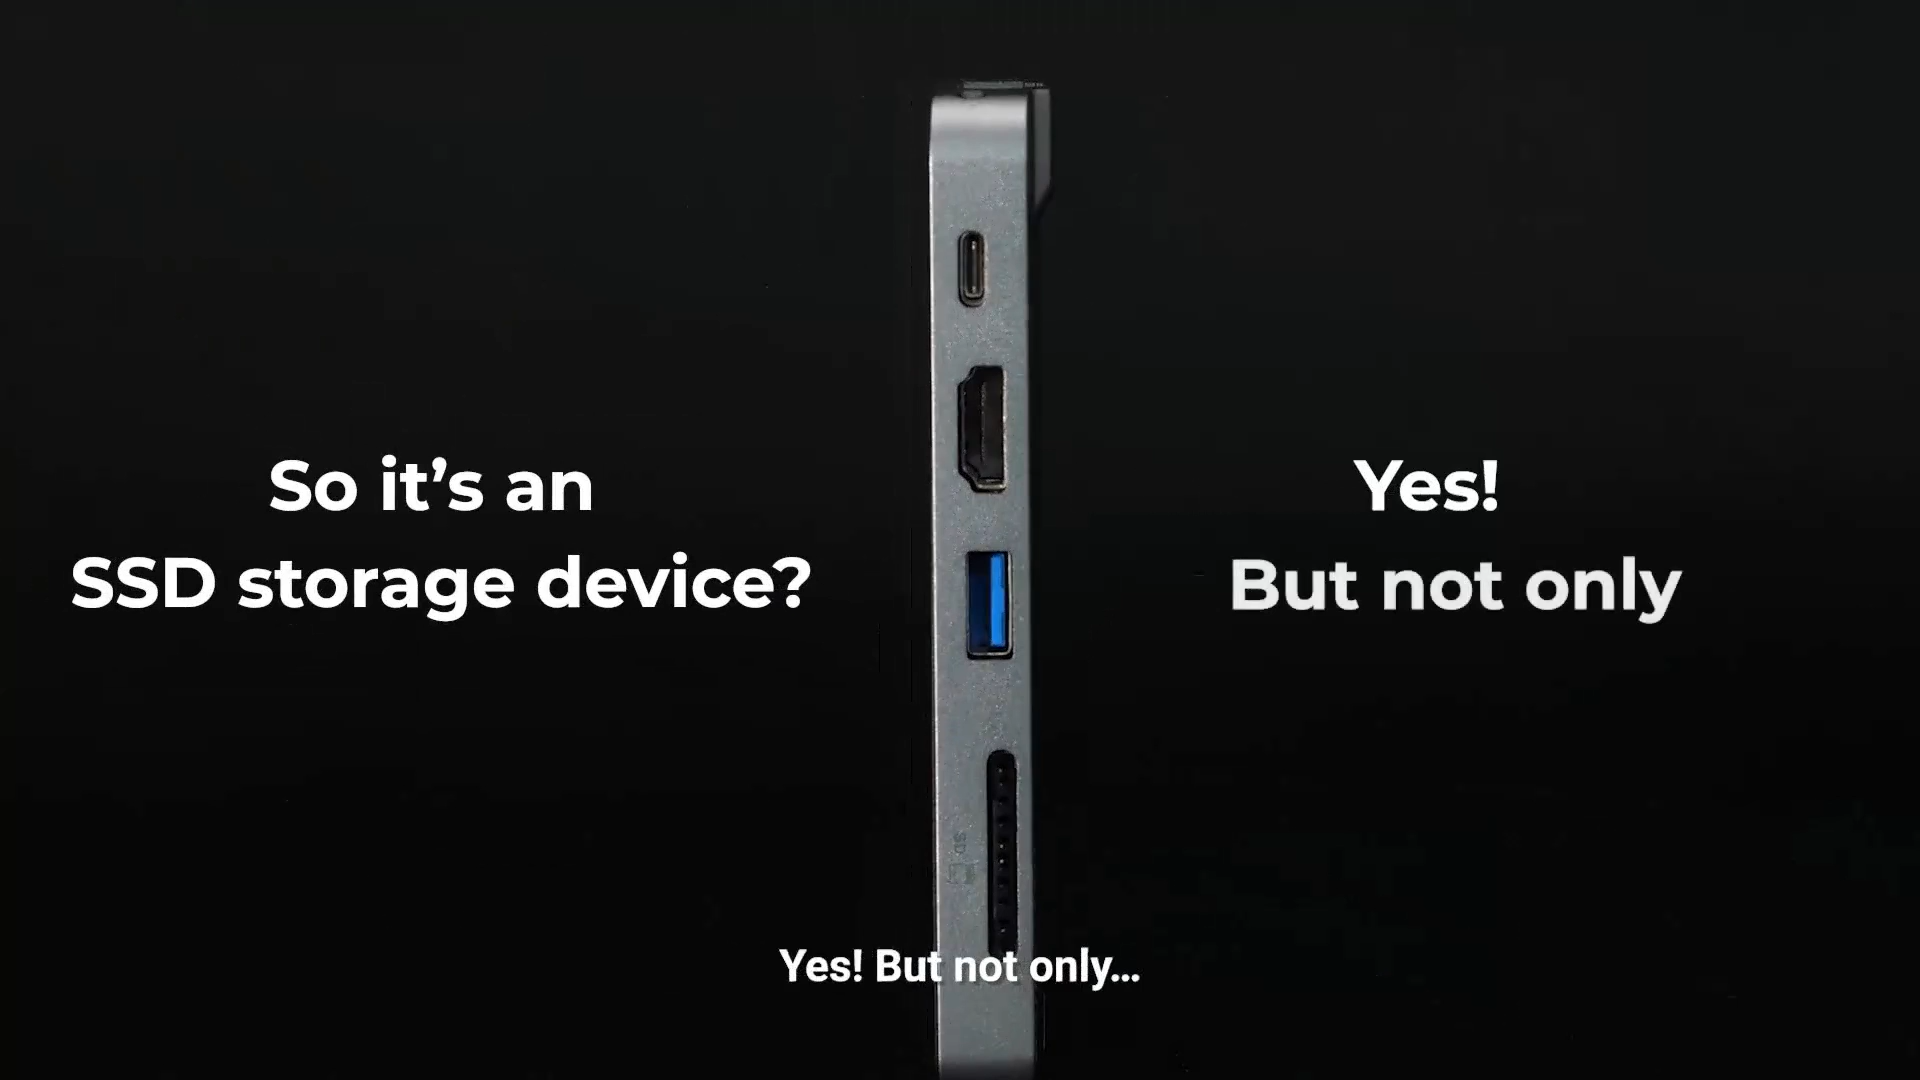 So it's an
SSD storage device?
Yes!
But not only
SD
Yes! But not only...